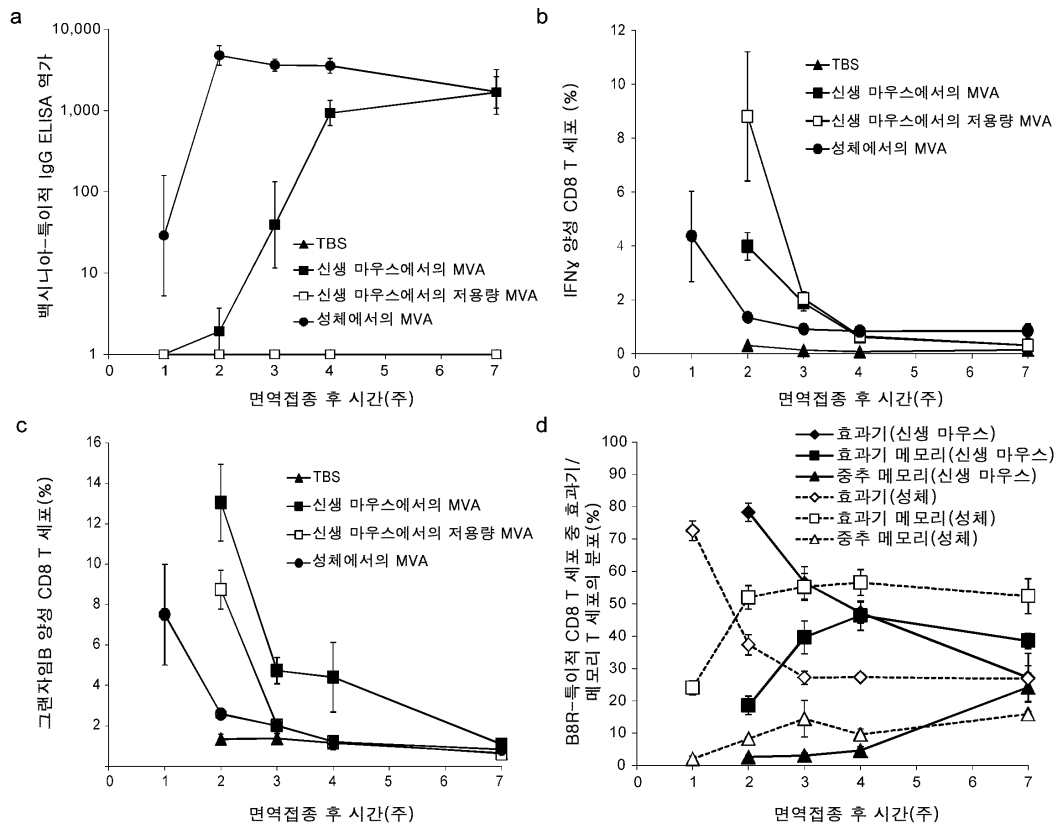 a
10,000
1,000
100
10
1
백시니아-특이적 IgG ELISA 역가
TBS
신생 마우스에서의 MVA
신생 마우스에서의 저용량 MVA
성체에서의 MVA
0 1 2 3 4 5 6 7
면역접종 후 시간(주)
b
12
10
8
6
4
2
0
IFNɣ 양성 CD8 T 세포 (%)
TBS
신생 마우스에서의 MVA
신생 마우스에서의 저용량 MVA
성체에서의 MVA
0 1 2 3 4 5 6 7
면역접종 후 시간(주)
c
16
14
12
10
8
6
4
2
그랜자임B 양성 CD8 T 세포(%)
TBS
신생 마우스에서의 MVA
신생 마우스에서의 저용량 MVA
성체에서의 MVA
0 1 2 3 4 5 6 7
면역접종 후 시간(주)
d
100
90
80
70
60
50
40
30
20
10
0
B8R-특이적 CD8 T 세포 중 효과기/
메모리 T 세포의 분포(%)
효과기(신생 마우스)
효과기 메모리(신생 마우스)
중추 메모리(신생 마우스)
효과기(성체)
효과기 메모리(성체)
중추 메모리(성체)
0 1 2 3 4 5 6 7
면역접종 후 시간(주)